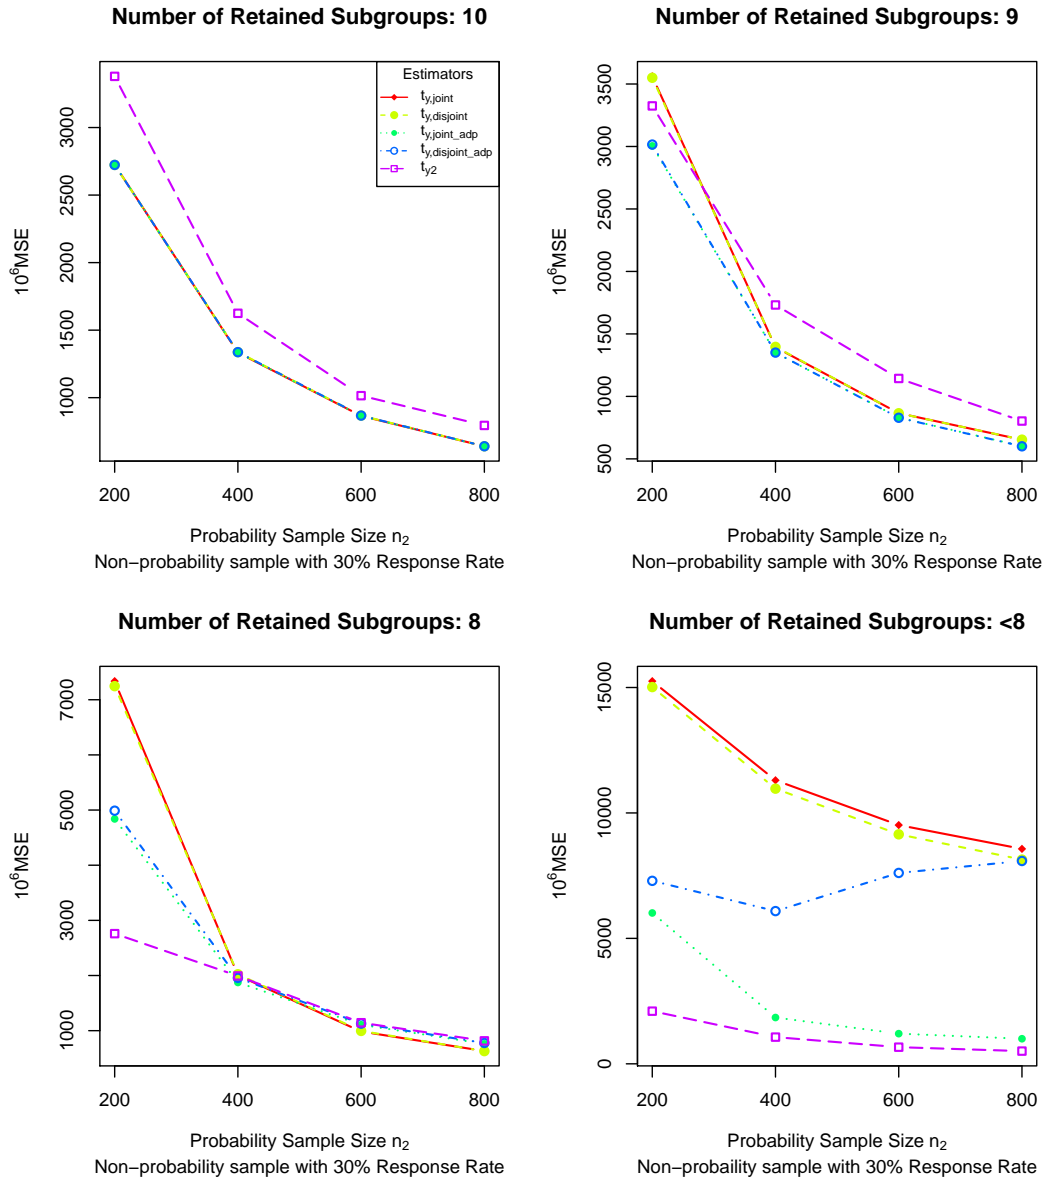 Number of Retained Subgroups: 10
10^6MSE
3000
2500
2000
1500
1000
Estimators
t_y,joint
t_y,disjoint
t_y,joint_adp
t_y,disjoint_adp
t_y2
200 400 600 800
Probability Sample Size n_2
Non−probability sample with 30% Response Rate
Number of Retained Subgroups: 9
10^6MSE
3500
3000
2500
2000
1500
1000
500
200 400 600 800
Probability Sample Size n_2
Non−probability sample with 30% Response Rate
Number of Retained Subgroups: 8
10^6MSE
7000
5000
3000
1000
200 400 600 800
Probability Sample Size n_2
Non−probaility sample with 30% Response Rate
Number of Retained Subgroups: <8
10^6MSE
15000
10000
5000
0
200 400 600 800
Probability Sample Size n_2
Non−probaility sample with 30% Response Rate